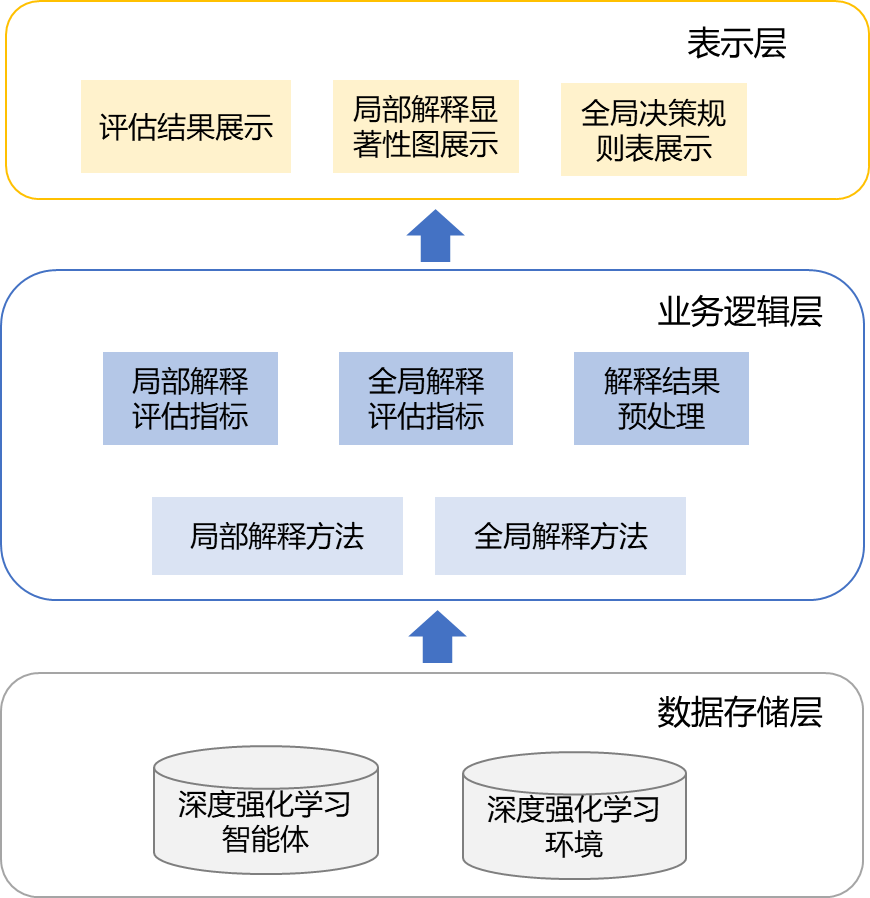 表示层
评估结果展示
局部解释显
著性图展示
全局决策规
则表展示
业务逻辑层
局部解释
评估指标
全局解释
评估指标
解释结果
预处理
局部解释方法
全局解释方法
数据存储层
深度强化学习
智能体
深度强化学习
环境